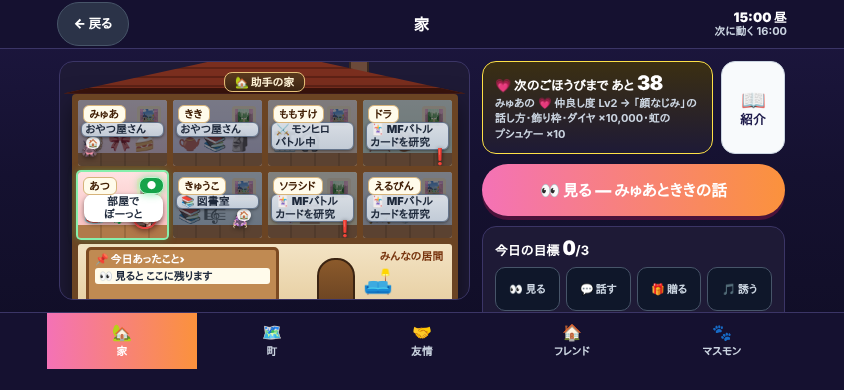 ← 戻る
家
15:00 昼
次に動く 16:00
🏡 助手の家
みゅあ
おやつ屋さん
きき
おやつ屋さん
ももすけ
⚔️ モンヒロ
バトル中
ドラ
🃏 MFバトル
カードを研究
❗
あつ
部屋で
ぼーっと
きゅうこ
📚 図書室
ソラシド
🃏 MFバトル
カードを研究
❗
えるびん
🃏 MFバトル
カードを研究
📌 今日あったこと›
👀 見ると ここに残ります
みんなの居間
💗 次のごほうびまで あと 38
みゅあの 💗 仲良し度 Lv2 → 「顔なじみ」の
話し方・飾り枠・ダイヤ ×10,000・虹の
プシュケー ×10
📖
紹介
👀 見る — みゅあとききの話
今日の目標 0/3
👀 見る
💬 話す
🎁 贈る
🎵 誘う
🏡
家
🗺️
町
🤝
友情
🏠
フレンド
🐾
マスモン